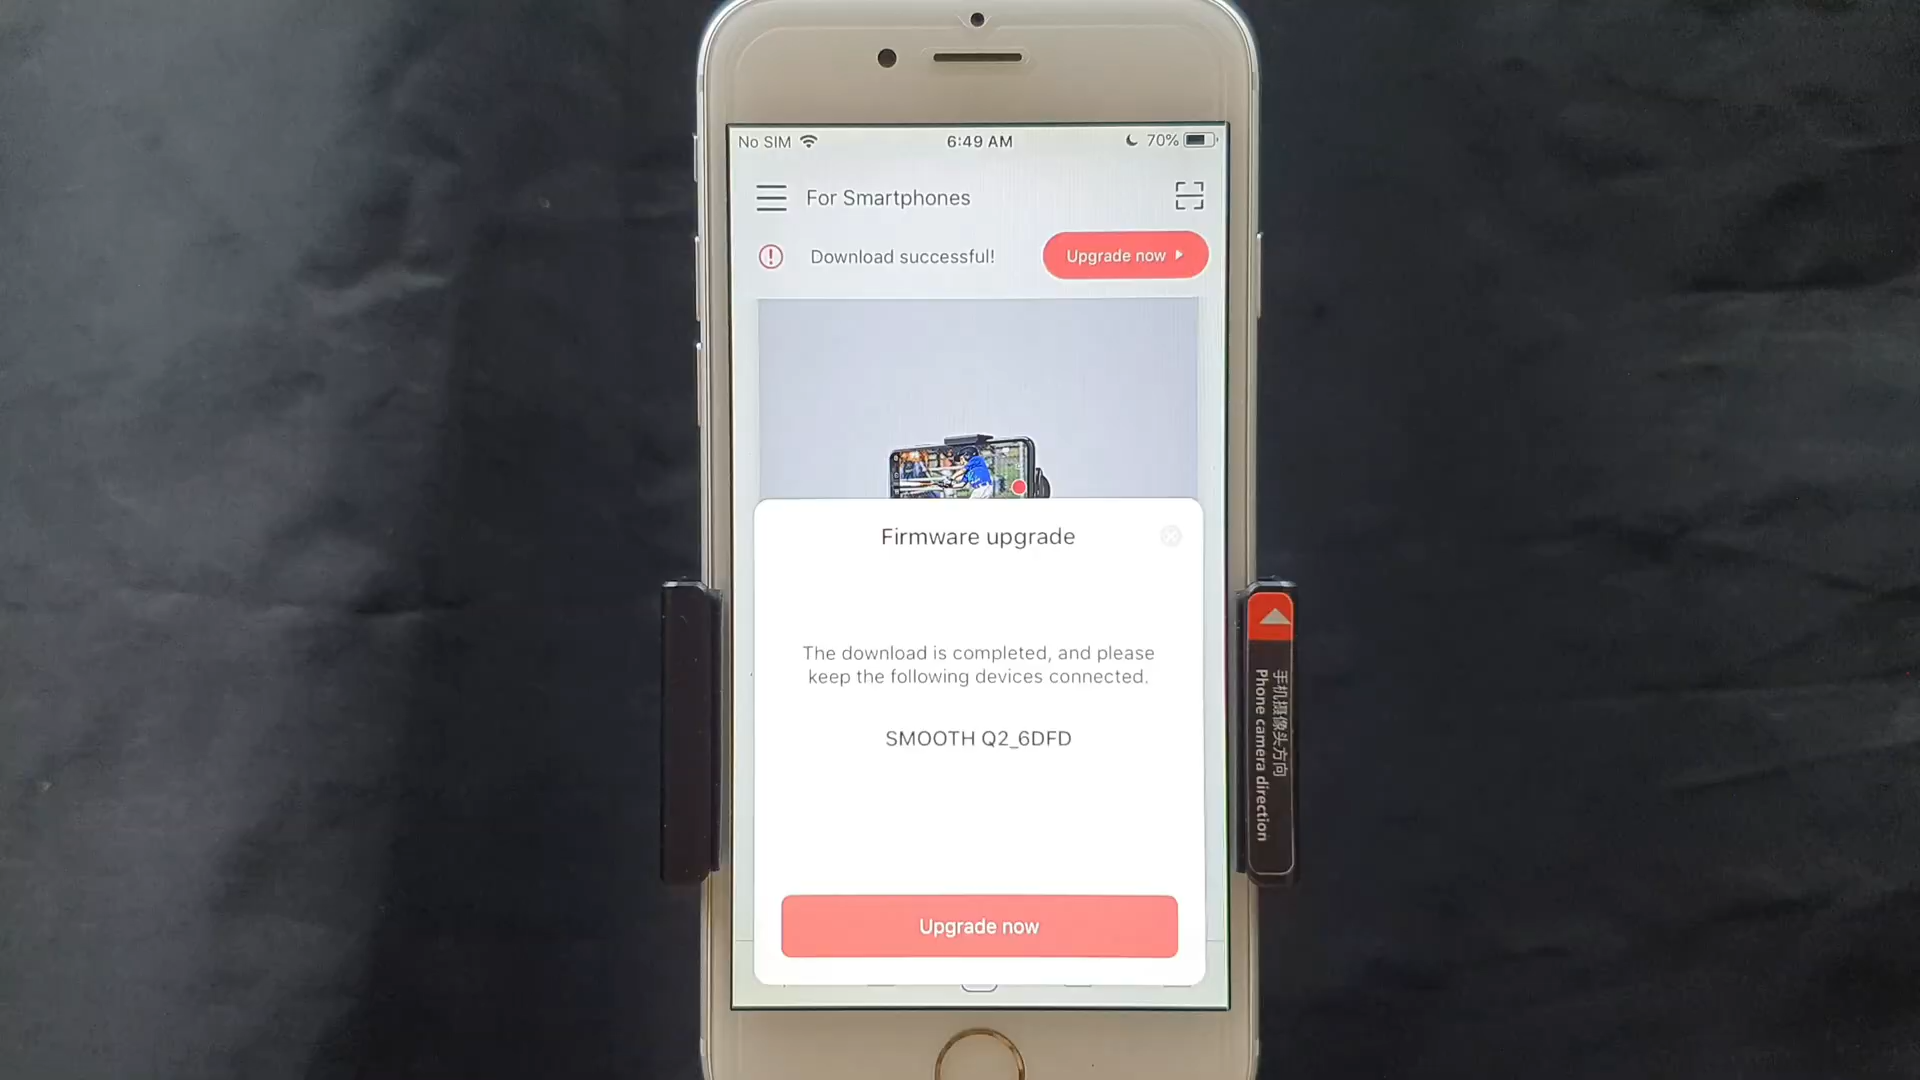 No SIM 6:49 AM 70%
For Smartphones
Download successful! Upgrade now
Firmware upgrade
The download is completed, and please
keep the following devices connected.
SMOOTH Q2_6DFD
Upgrade now
手机摄像头方向
Phone camera direction